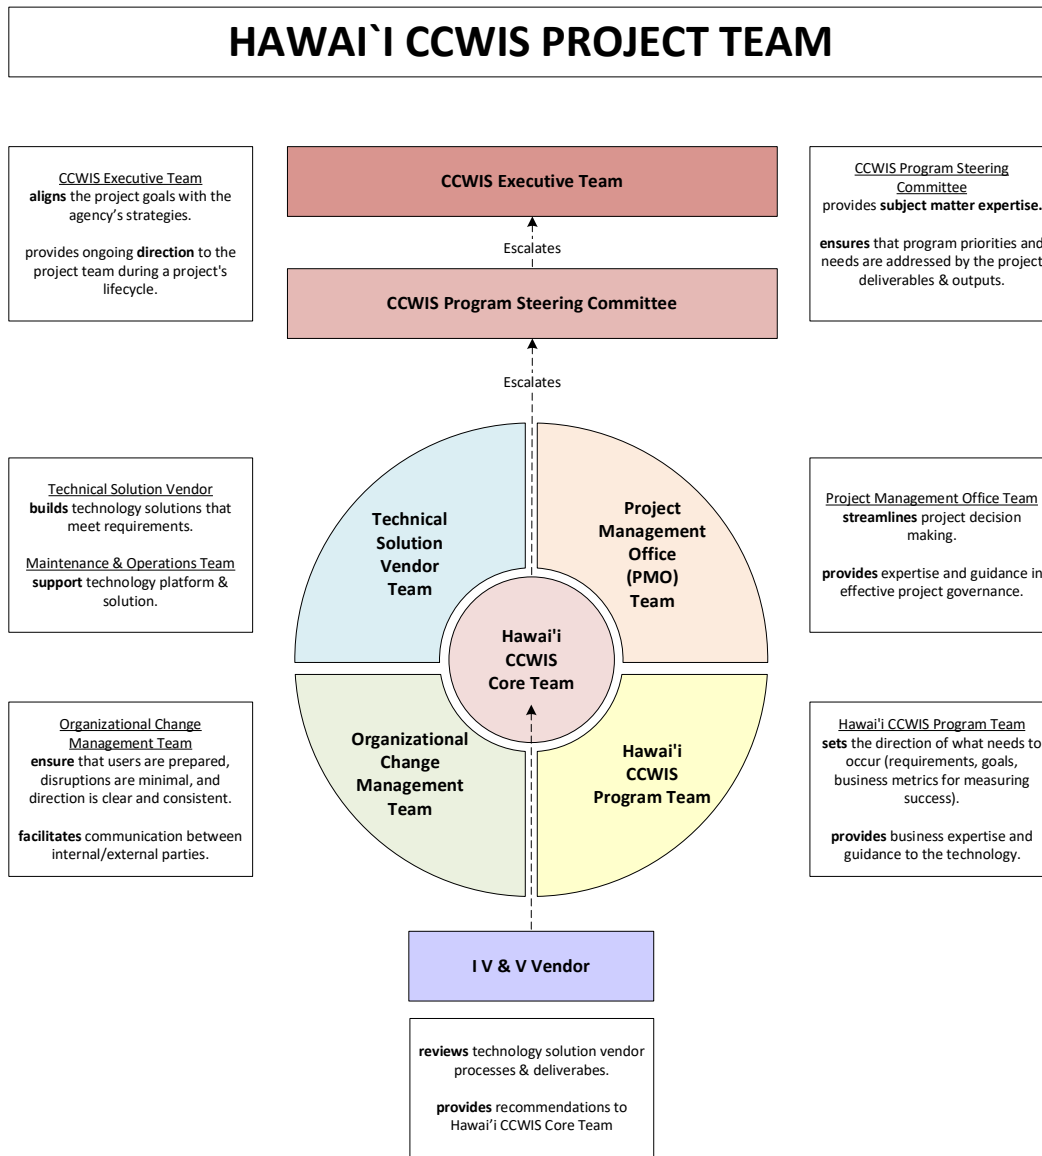 HAWAI`I CCWIS PROJECT TEAM
CCWIS Executive Team
aligns the project goals with the
agency's strategies.
provides ongoing direction to the
project team during a project's
lifecycle.
CCWIS Executive Team
Escalates
CCWIS Program Steering Committee
Escalates
CCWIS Program Steering
Committee
provides subject matter expertise.
ensures that program priorities and
needs are addressed by the project
deliverables & outputs.
Technical Solution Vendor
builds technology solutions that
meet requirements.
Maintenance & Operations Team
support technology platform &
solution.
Technical
Solution
Vendor
Team
Project
Management
Office
(PMO)
Team
Project Management Office Team
streamlines project decision
making.
provides expertise and guidance in
effective project governance.
Hawai'i
CCWIS
Core Team
Organizational Change
Management Team
ensure that users are prepared,
disruptions are minimal, and
direction is clear and consistent.
facilitates communication between
internal/external parties.
Organizational
Change
Management
Team
Hawai'i
CCWIS
Program Team
Hawai'i CCWIS Program Team
sets the direction of what needs to
occur (requirements, goals,
business metrics for measuring
success).
provides business expertise and
guidance to the technology.
I V & V Vendor
reviews technology solution vendor
processes & deliverabes.
provides recommendations to
Hawai'i CCWIS Core Team